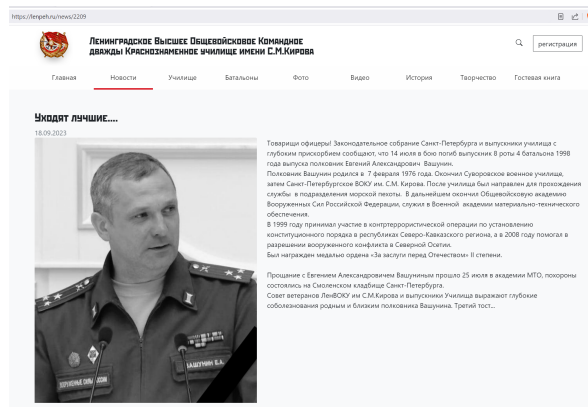 https://lenpeh.ru/news/2209
Ленинградское Высшее Общевойсковое Командное
дважды Краснознаменное училище имени С.М.Кирова
регистрация
Главная
Новости
Училище
Батальоны
Фото
Видео
История
Творчество
Гостевая книга
Уходят лучшие....
18.09.2023
Товарищи офицеры! Законодательное собрание Санкт-Петербурга и выпускники училища с
глубоким прискорбием сообщают, что 14 июля в бою погиб выпускник 8 роты 4 батальона 1998
года выпуска полковник Евгений Александрович Вашунин.
Полковник Вашунин родился в 7 февраля 1976 года. Окончил Суворовское военное училище,
затем Санкт-Петербургское ВОКУ им. С.М. Кирова. После училища был направлен для прохождения
службы в подразделения морской пехоты. В дальнейшем окончил Общевойсковую академию
Вооруженных Сил Российской Федерации, служил в Военной академии материально-технического
обеспечения.
В 1999 году принимал участие в контртеррористической операции по установлению
конституционного порядка в республиках Северо-Кавказского региона, а в 2008 году помогал в
разрешении вооруженного конфликта в Северной Осетии.
Был награжден медалью ордена «За заслуги перед Отечеством» II степени.
Прощание с Евгением Александровичем Вашуниным прошло 25 июля в академии МТО, похороны
состоялись на Смоленском кладбище Санкт-Петербурга.
Совет ветеранов ЛенВОКУ им С.М.Кирова и выпускники Училища выражают глубокие
соболезнования родным и близким полковника Вашунина. Третий тост...
ВАШУНИН Е.А.
ВООРУЖЕННЫЕ СИЛЫ РОССИИ